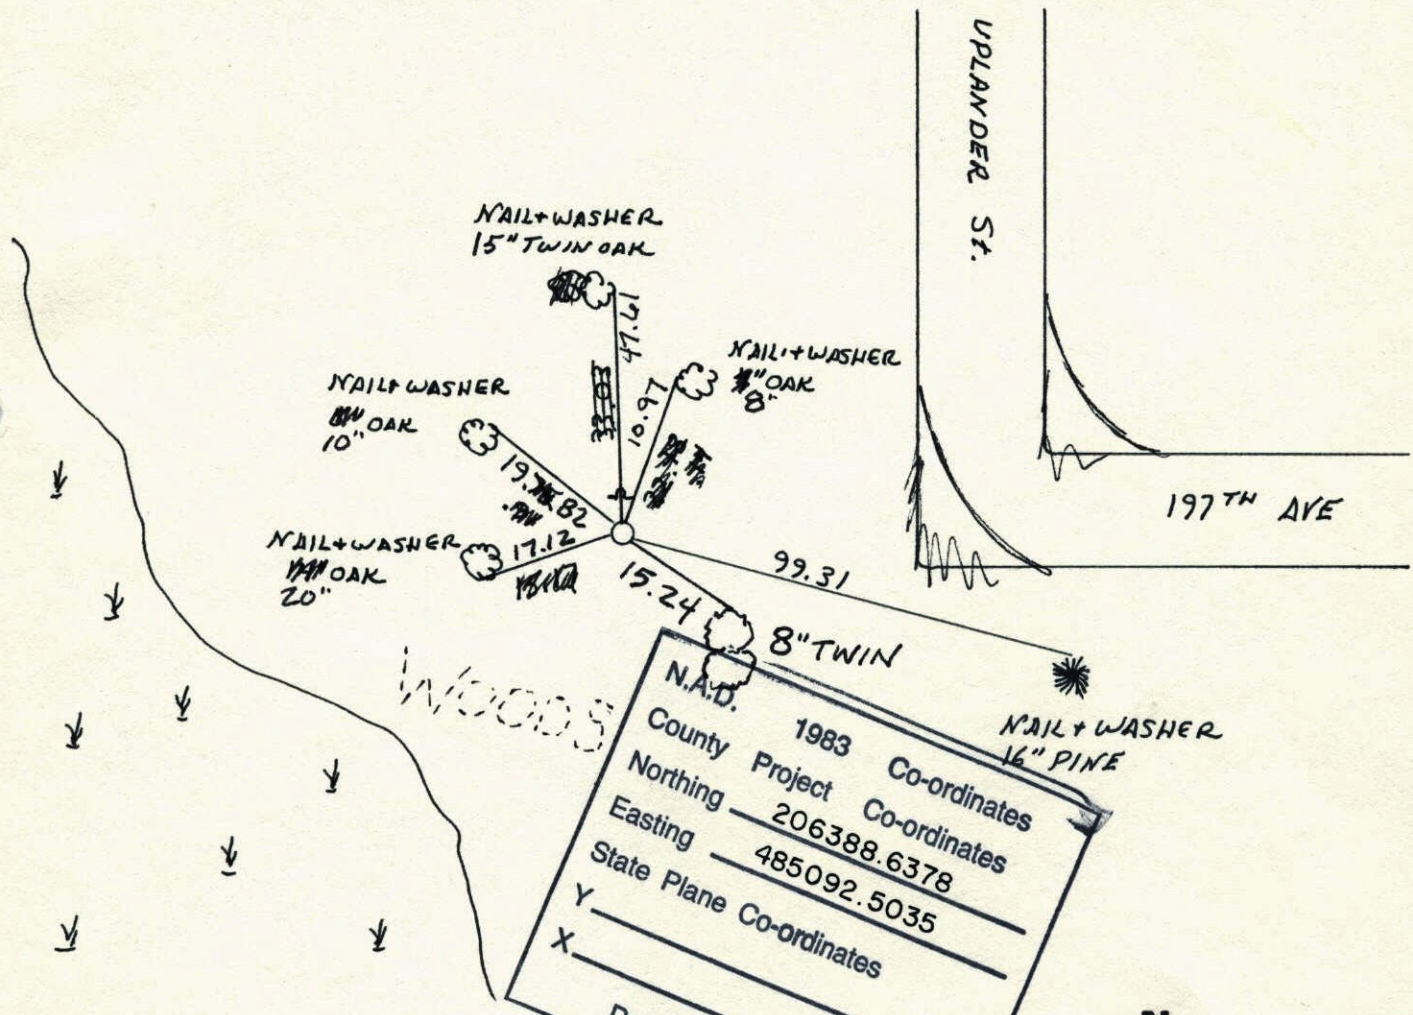 UPLANDER St.
NAIL+WASHER
15" TWIN OAK
47.61
NAIL+WASHER
OAK
8"
10.97
33.03
NAIL+WASHER
OAK
10"
19.82
NAIL+WASHER
OAK
20"
17.12
197TH AVE
99.31
15.24
8" TWIN
WOODS
NAIL+WASHER
16" PINE
N.A.D. 1983 Co-ordinates
County Project Co-ordinates
Northing 206388.6378
Easting 485092.5035
State Plane Co-ordinates
Y
X